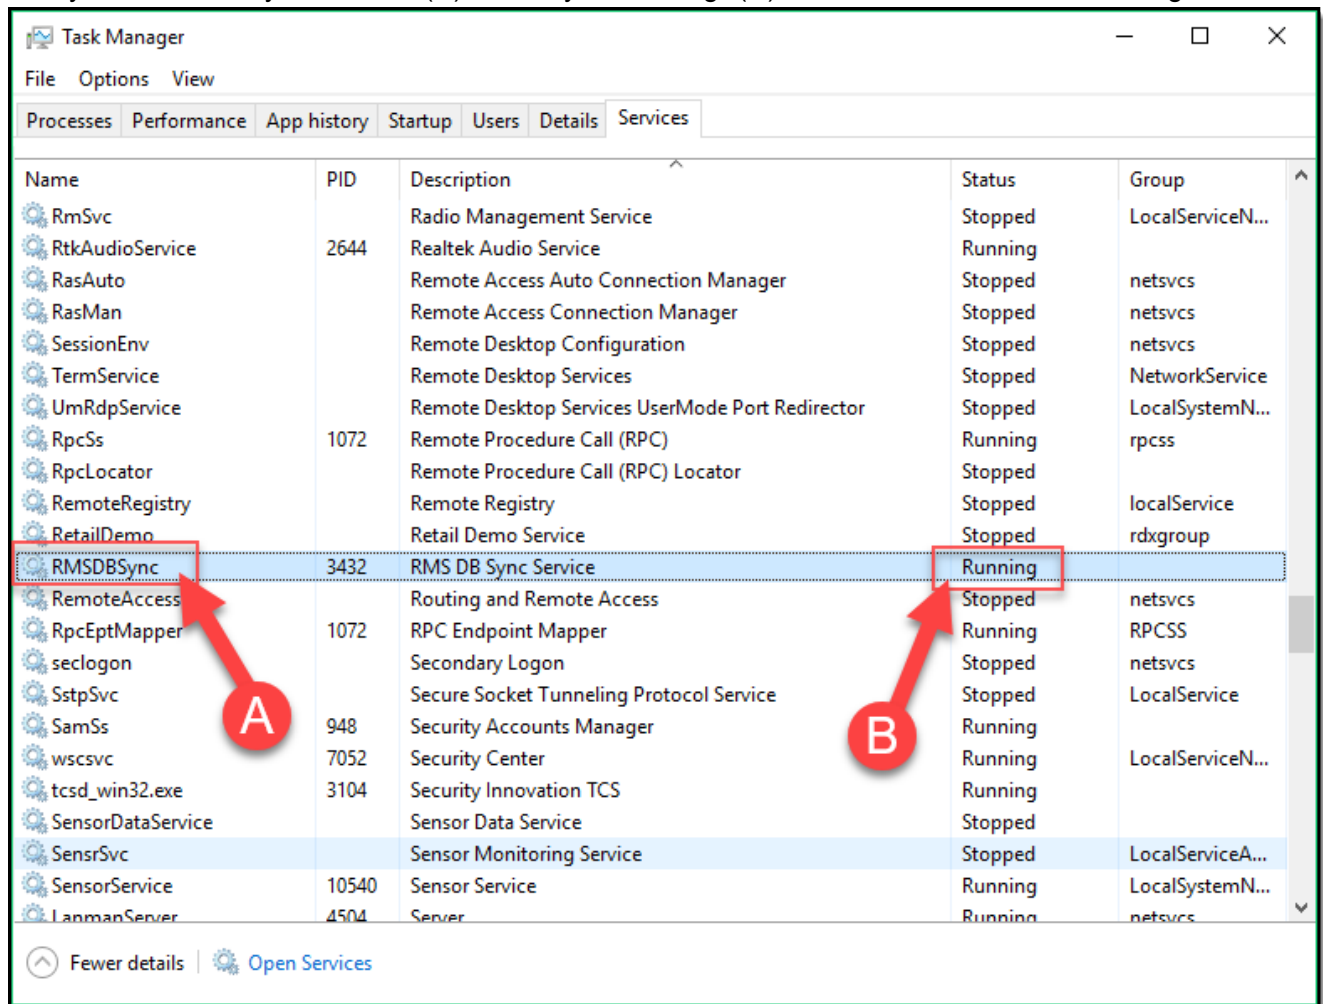 Task Manager
File Options View
Processes Performance App history Startup Users Details Services
Name PID Description Status Group
RmSvc Radio Management Service Stopped LocalServiceN...
RtkAudioService 2644 Realtek Audio Service Running
RasAuto Remote Access Auto Connection Manager Stopped netsvcs
RasMan Remote Access Connection Manager Stopped netsvcs
SessionEnv Remote Desktop Configuration Stopped netsvcs
TermService Remote Desktop Services Stopped NetworkService
UmRdpService Remote Desktop Services UserMode Port Redirector Stopped LocalSystemN...
RpcSs 1072 Remote Procedure Call (RPC) Running rpcss
RpcLocator Remote Procedure Call (RPC) Locator Stopped
RemoteRegistry Remote Registry Stopped localService
RetailDemo Retail Demo Service Stopped rdxgroup
RMSDBSync 3432 RMS DB Sync Service Running
RemoteAccess Routing and Remote Access Stopped netsvcs
RpcEptMapper 1072 RPC Endpoint Mapper Running RPCSS
seclogon Secondary Logon Stopped netsvcs
SstpSvc Secure Socket Tunneling Protocol Service Stopped LocalService
A
SamSs 948 Security Accounts Manager Running
B
wscsvc 7052 Security Center Running LocalServiceN...
tcsd_win32.exe 3104 Security Innovation TCS Running
SensorDataService Sensor Data Service Stopped
SensrSvc Sensor Monitoring Service Stopped LocalServiceA...
SensorService 10540 Sensor Service Running LocalSystemN...
LanmanServer 4504 Server Running netsvcs
Fewer details Open Services